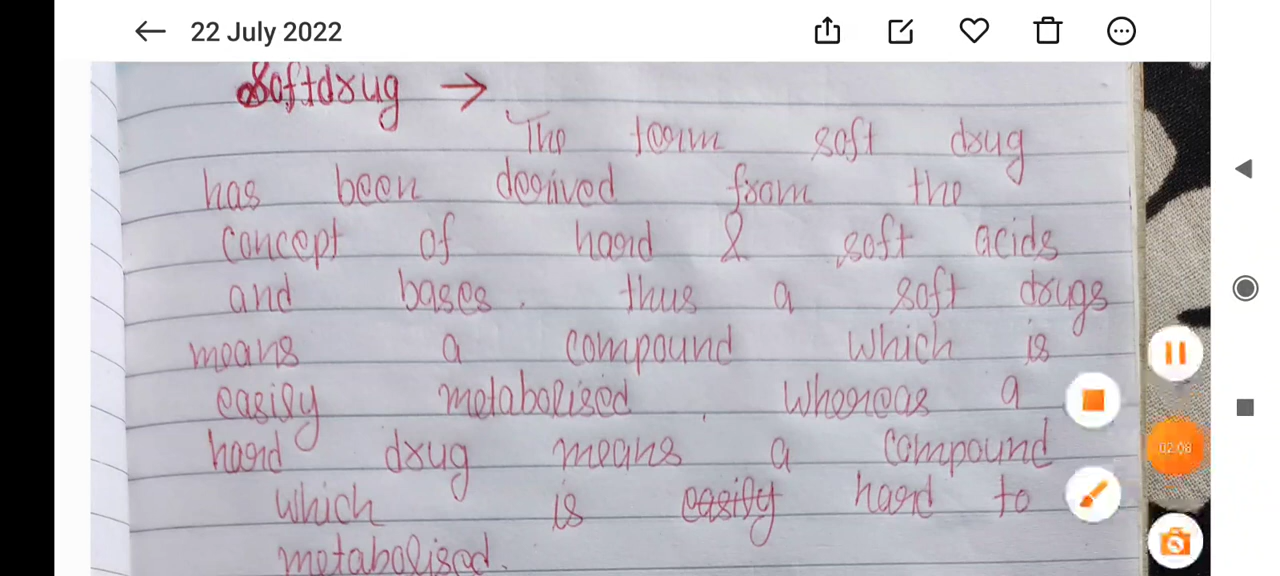 22 July 2022
Softdrug →
The term soft drug
has been derived from the
concept of hard & soft acids
and bases. thus a soft drugs
means a compound which is
easily metabolised. Whereas a
hard drug means a compound
which is easily hard to
metabolised.
02:08